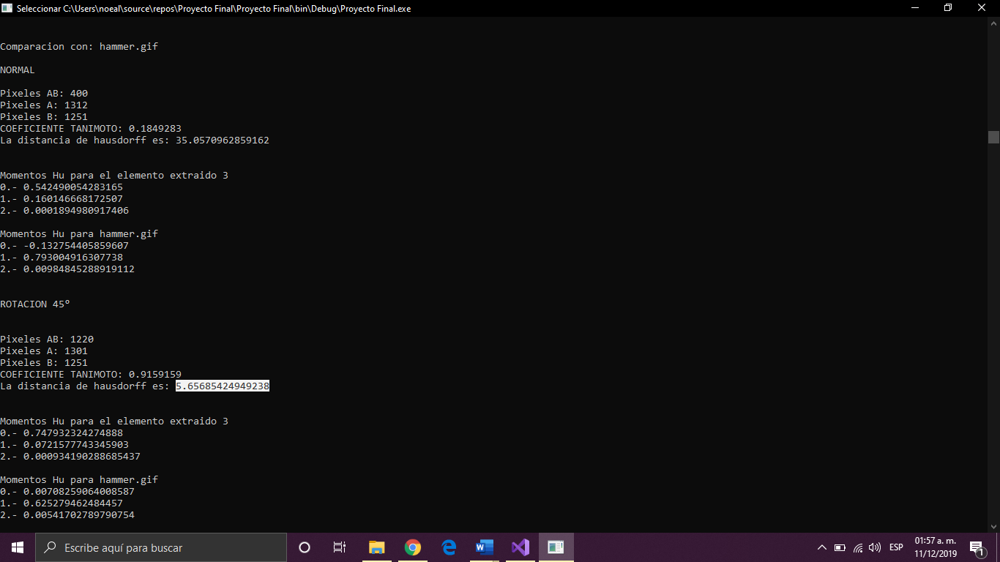 Seleccionar C:\Users\noeal\source\repos\Proyecto Final\Proyecto Final\bin\Debug\Proyecto Final.exe
Comparacion con: hammer.gif
NORMAL
Pixeles AB: 400
Pixeles A: 1312
Pixeles B: 1251
COEFICIENTE TANIMOTO: 0.1849283
La distancia de hausdorff es: 35.0570962859162
Momentos Hu para el elemento extraido 3
0.- 0.542490054283165
1.- 0.160146668172507
2.- 0.0001894980917406
Momentos Hu para hammer.gif
0.- -0.132754405859607
1.- 0.793004916307738
2.- 0.00984845288919112
ROTACION 45º
Pixeles AB: 1220
Pixeles A: 1301
Pixeles B: 1251
COEFICIENTE TANIMOTO: 0.9159159
La distancia de hausdorff es: 5.65685424949238
Momentos Hu para el elemento extraido 3
0.- 0.747932324274888
1.- 0.0721577743345903
2.- 0.000934190288685437
Momentos Hu para hammer.gif
0.- 0.00708259064008587
1.- 0.625279462484457
2.- 0.00541702789790754
Escribe aquí para buscar
ESP
01:57 a. m.
11/12/2019
1